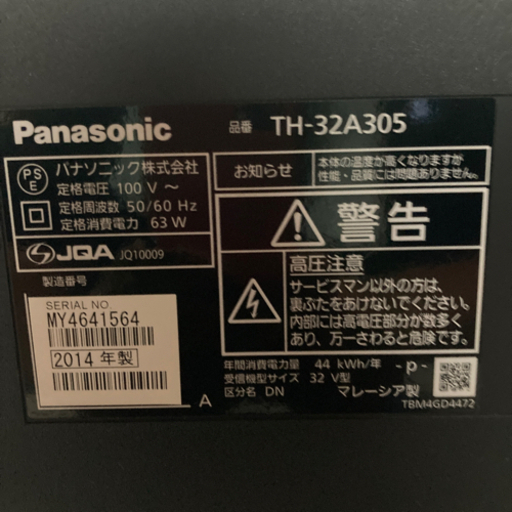 Panasonic 品番 TH-32A305
PS
E
パナソニック株式会社
定格電圧 100 V ～
定格周波数 50/60 Hz
定格消費電力 63 W
JQA JQ10009
製造番号
SERIAL NO.
MY4641564
2014 年製
A
お知らせ
本体の温度が高くなりますが
性能・品質には問題ありません。
警告
高圧注意
サービスマン以外の方は、
裏ぶたをあけないでください。
内部には高電圧部分が数多く
あり、万一さわると危険です。
年間消費電力量 44 kWh/年
受信機型サイズ 32 V型
区分名 DN
-p-
マレーシア製
TBM4GD4472